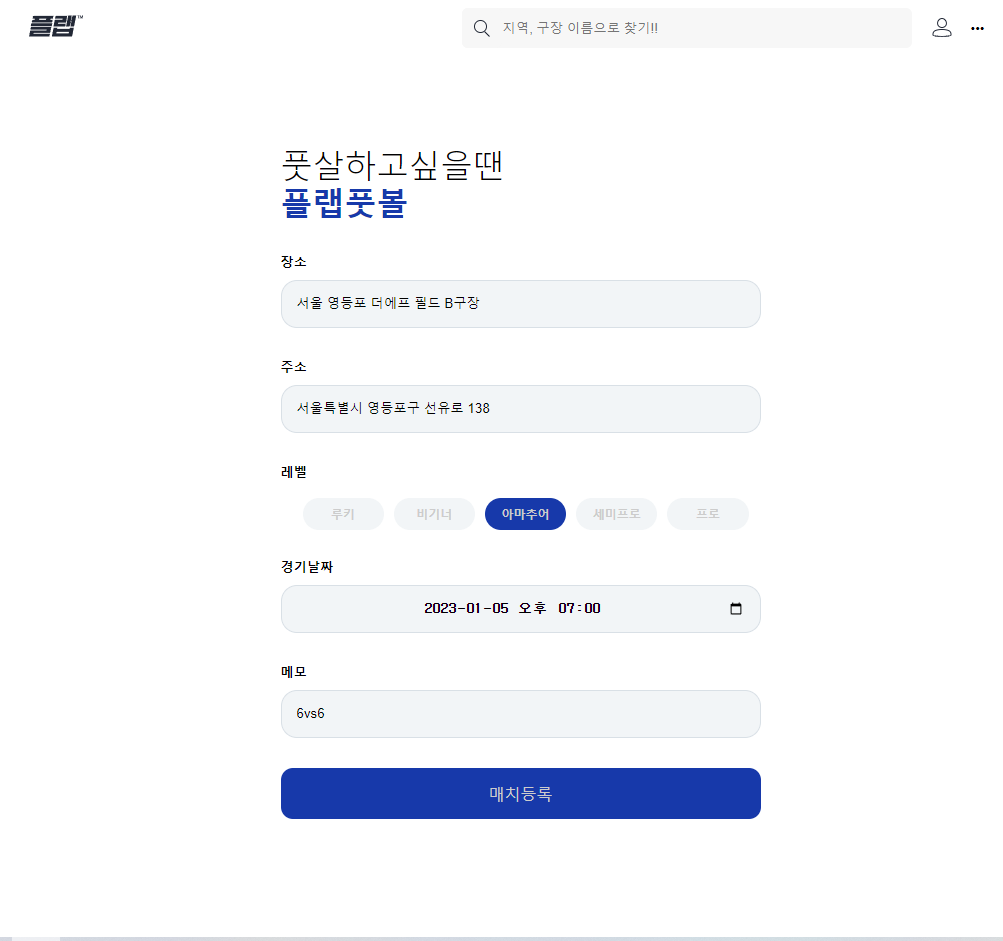 플랩™
지역, 구장 이름으로 찾기!!
풋살하고싶을땐
플랩풋볼
장소
서울 영등포 더에프 필드 B구장
주소
서울특별시 영등포구 선유로 138
레벨
루키 비기너 아마추어 세미프로 프로
경기날짜
2023-01-05 오후 07:00
메모
6vs6
매치등록